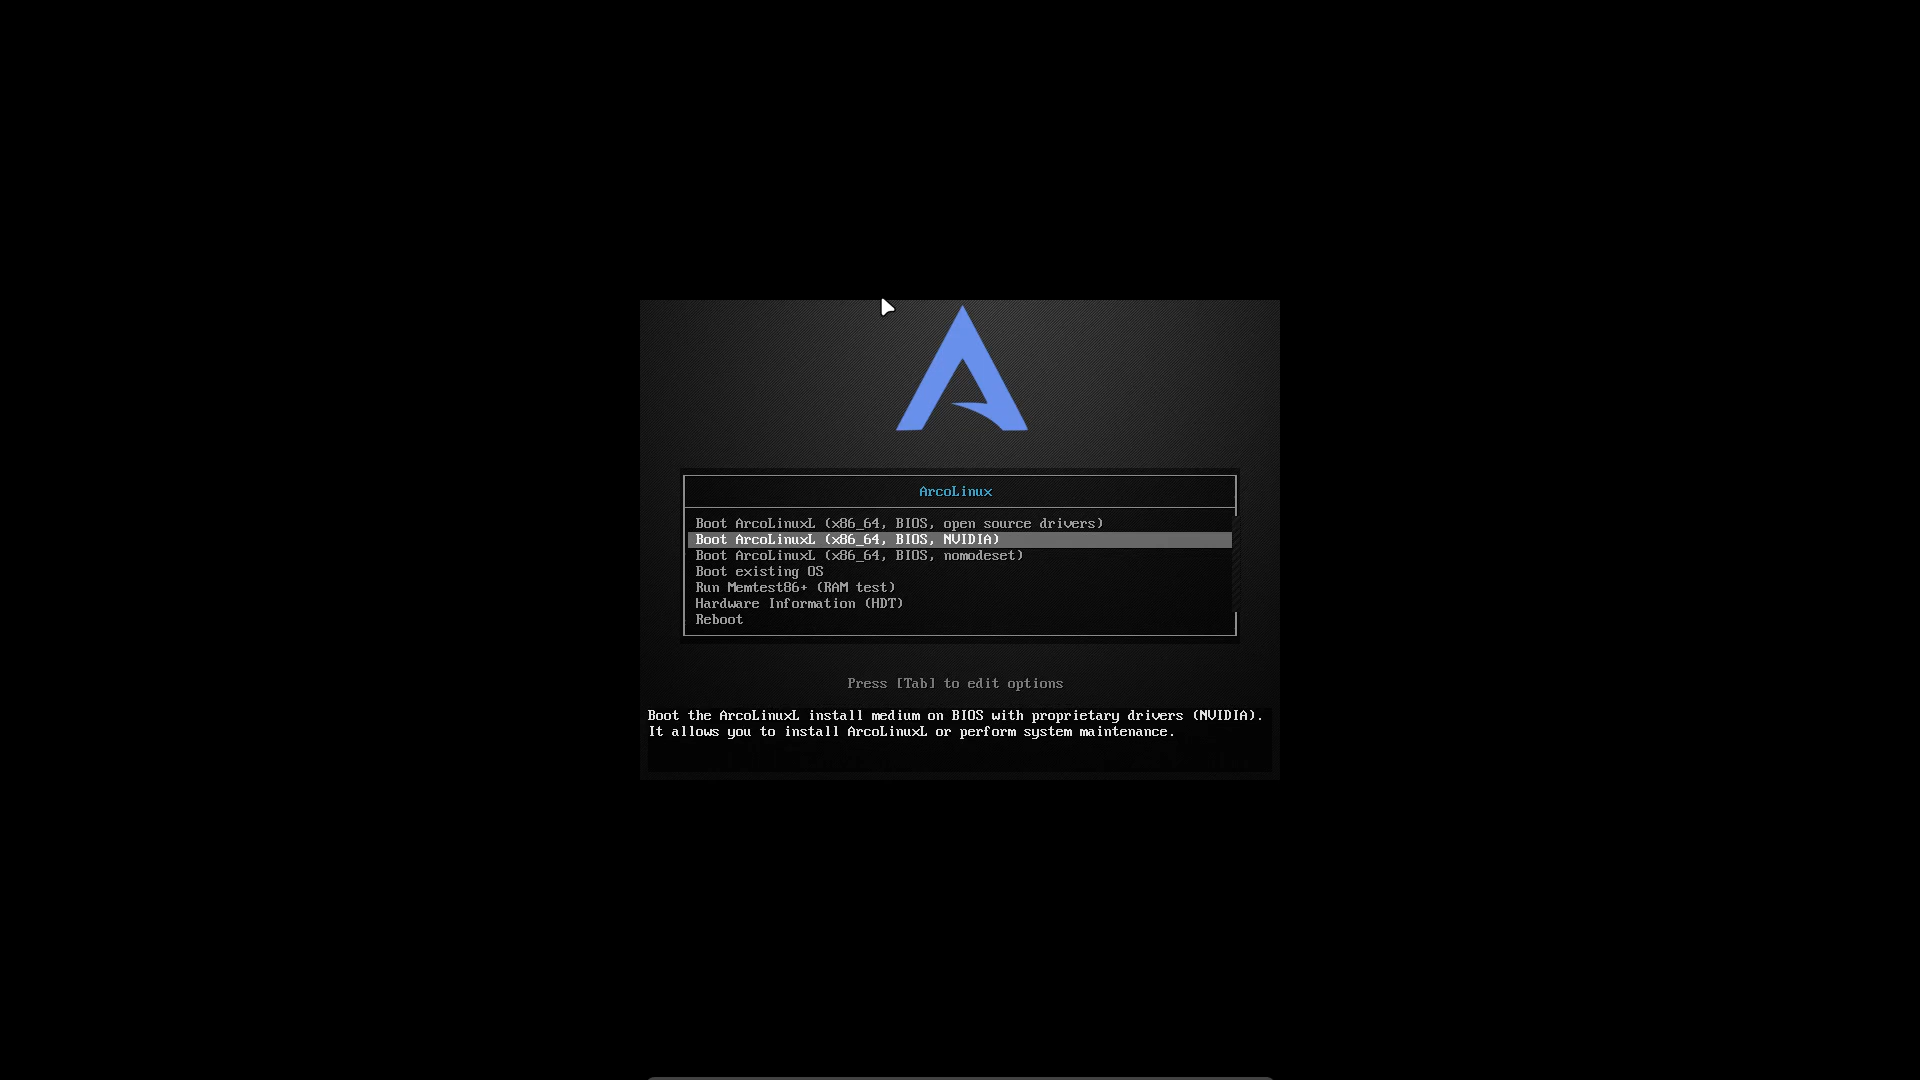 ArcoLinux
Boot ArcoLinuxL (x86_64, BIOS, open source drivers)
Boot ArcoLinuxL (x86_64, BIOS, NVIDIA)
Boot ArcoLinuxL (x86_64, BIOS, nomodeset)
Boot existing OS
Run Memtest86+ (RAM test)
Hardware Information (HDT)
Reboot
Press [Tab] to edit options
Boot the ArcoLinuxL install medium on BIOS with proprietary drivers (NVIDIA).
It allows you to install ArcoLinuxL or perform system maintenance.